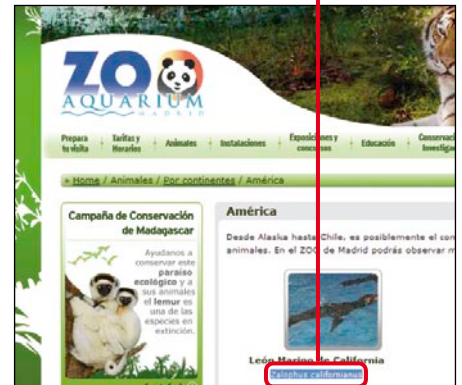 ZOO
AQUARIUM
MADRID
Prepara
tu visita
Tarifas y
Horarios
Animales
Instalaciones
Exposiciones y
concursos
Educación
Home / Animales / Por continentes / América
Campaña de Conservación
de Madagascar
Ayudanos a
conservar este
paraíso
ecológico y a
sus animales
el lemur es
una de las
especies en
extinción.
América
Desde Alaska hasta Chile, es posiblemente el con
animales. En el ZOO de Madrid podrás observar m
León Marino de California
Zalophus californianus